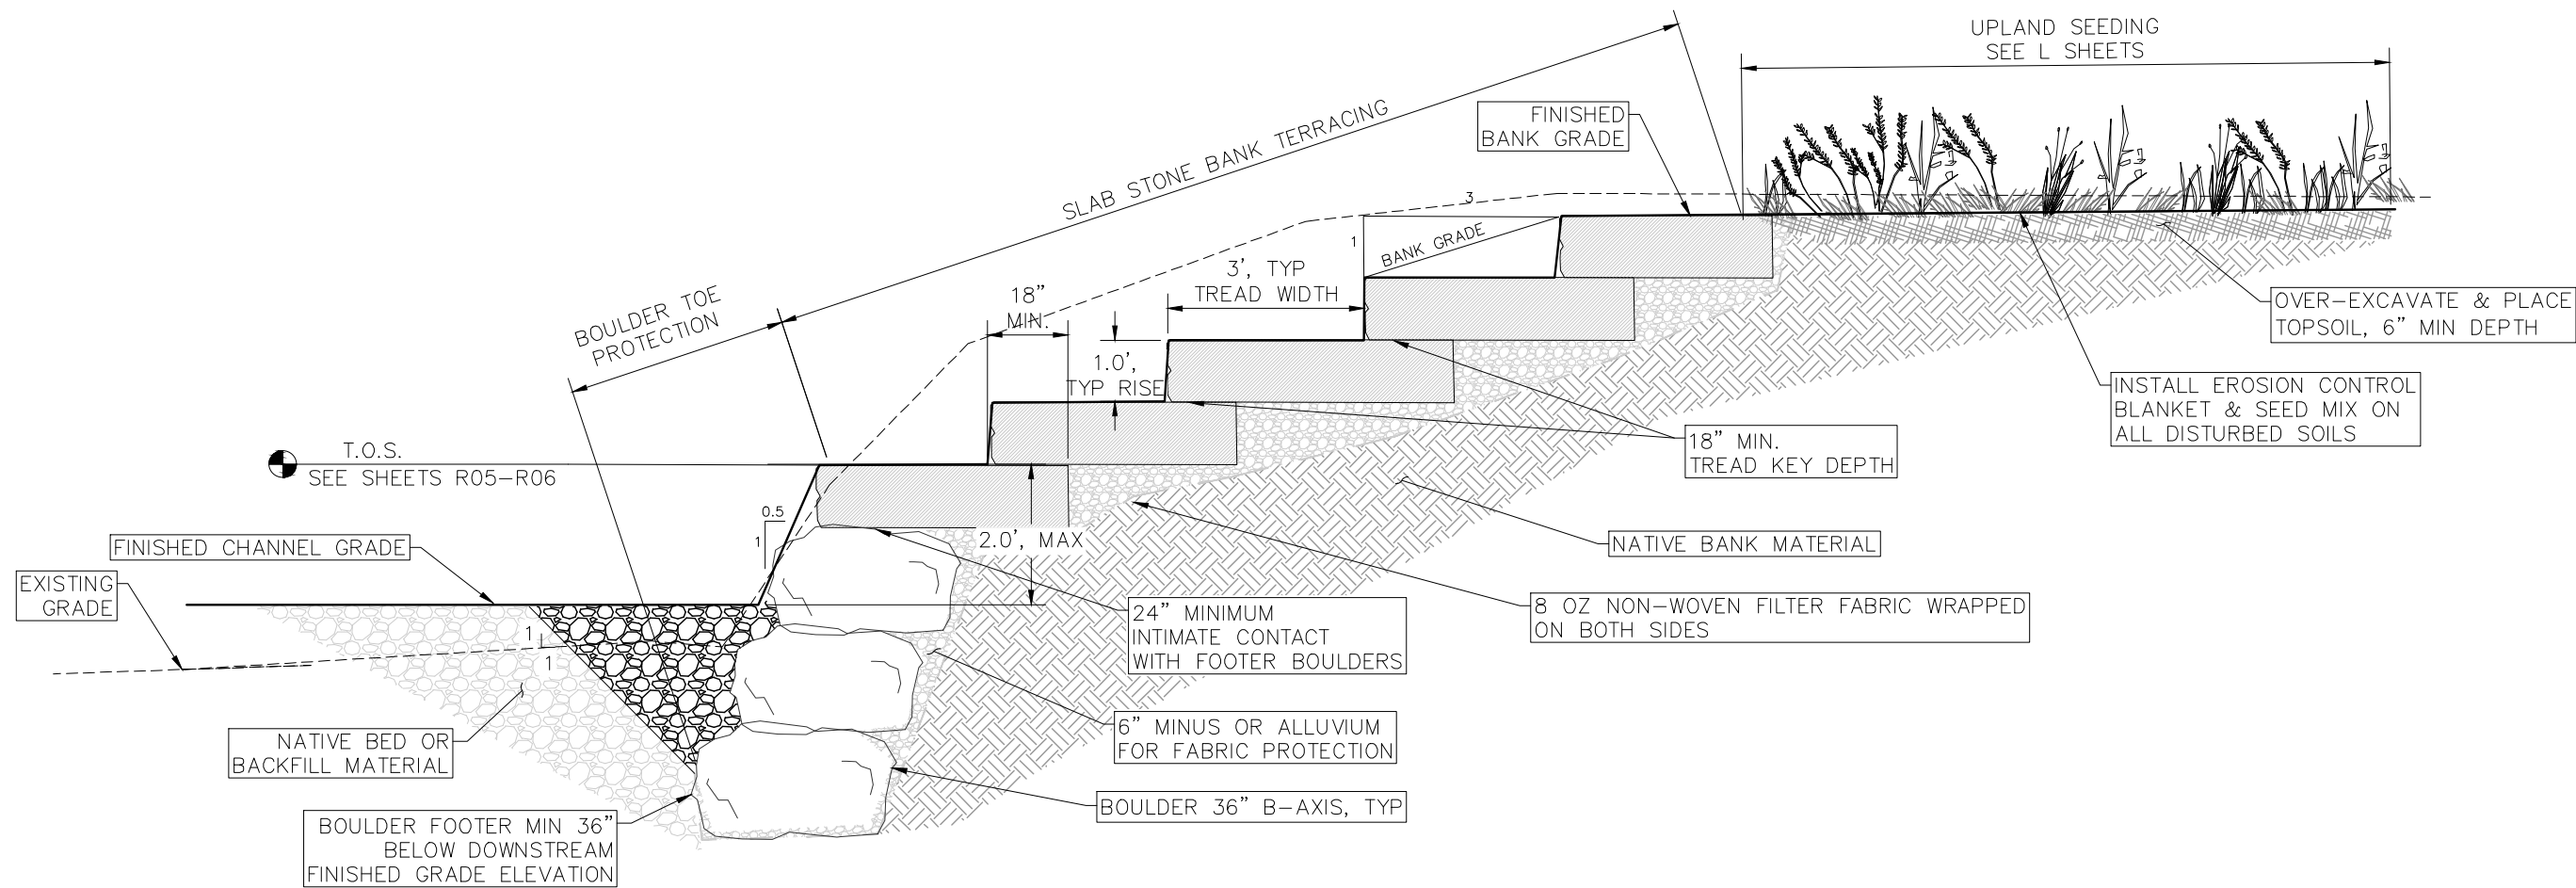 UPLAND SEEDING
SEE L SHEETS
SLAB STONE BANK TERRACING
FINISHED
BANK GRADE
3
1
BANK GRADE
3', TYP
TREAD WIDTH
18"
MIN.
BOULDER TOE
PROTECTION
1.0',
TYP RISE
OVER-EXCAVATE & PLACE
TOPSOIL, 6" MIN DEPTH
INSTALL EROSION CONTROL
BLANKET & SEED MIX ON
ALL DISTURBED SOILS
18" MIN.
TREAD KEY DEPTH
T.O.S.
SEE SHEETS R05-R06
0.5
1
2.0', MAX
FINISHED CHANNEL GRADE
NATIVE BANK MATERIAL
EXISTING
GRADE
24" MINIMUM
INTIMATE CONTACT
WITH FOOTER BOULDERS
8 OZ NON-WOVEN FILTER FABRIC WRAPPED
ON BOTH SIDES
1
1
6" MINUS OR ALLUVIUM
FOR FABRIC PROTECTION
NATIVE BED OR
BACKFILL MATERIAL
BOULDER 36" B-AXIS, TYP
BOULDER FOOTER MIN 36"
BELOW DOWNSTREAM
FINISHED GRADE ELEVATION